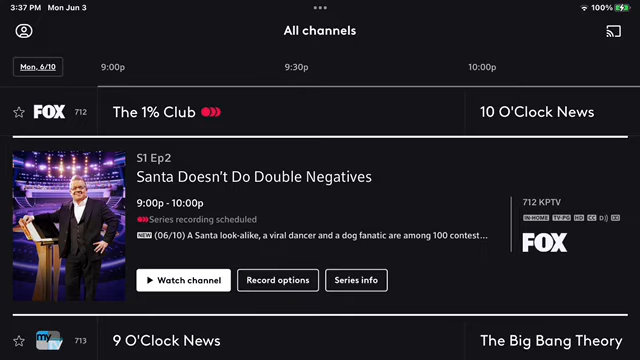 3:37 PM Mon Jun 3
100%
All channels
Mon, 6/10
9:00p
9:30p
10:00p
FOX
712
The 1% Club
10 O'Clock News
S1 Ep2
Santa Doesn't Do Double Negatives
9:00p - 10:00p
Series recording scheduled
NEW (06/10) A Santa look-alike, a viral dancer and a dog fanatic are among 100 contest...
712 KPTV
IN-HOME TV-PG HD CC D)) CC
FOX
Watch channel
Record options
Series info
my TV
713
9 O'Clock News
The Big Bang Theory